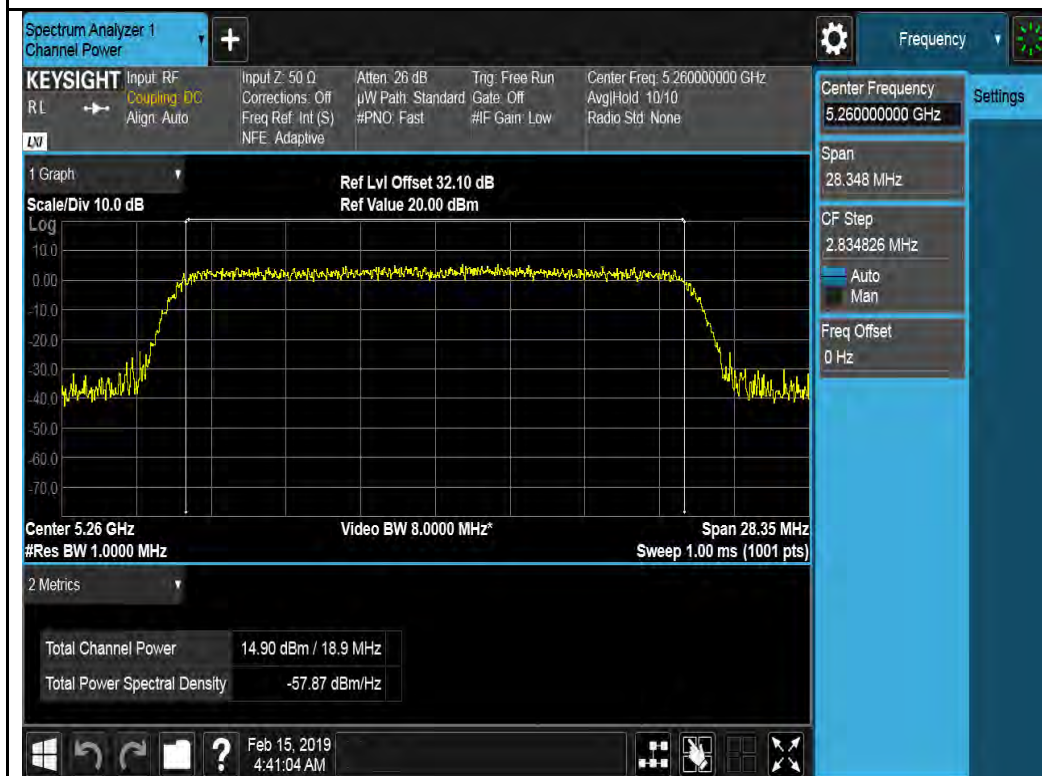 Spectrum Analyzer 1
Channel Power
+
Frequency
KEYSIGHT
RL
LXI
Input: RF
Coupling: DC
Align: Auto
Input Z: 50 Ω
Corrections: Off
Freq Ref: Int (S)
NFE: Adaptive
Atten: 26 dB
µW Path: Standard
#PNO: Fast
Trig: Free Run
Gate: Off
#IF Gain: Low
Center Freq: 5.260000000 GHz
Avg|Hold: 10/10
Radio Std: None
Center Frequency
5.260000000 GHz
Settings
Span
28.348 MHz
CF Step
2.834826 MHz
Auto
Man
Freq Offset
0 Hz
1 Graph
Scale/Div 10.0 dB
Ref Lvl Offset 32.10 dB
Ref Value 20.00 dBm
Log
10.0
0.00
-10.0
-20.0
-30.0
-40.0
-50.0
-60.0
-70.0
Center 5.26 GHz
#Res BW 1.0000 MHz
Video BW 8.0000 MHz*
Span 28.35 MHz
Sweep 1.00 ms (1001 pts)
2 Metrics
Total Channel Power 14.90 dBm / 18.9 MHz
Total Power Spectral Density -57.87 dBm/Hz
?
Feb 15, 2019
4:41:04 AM